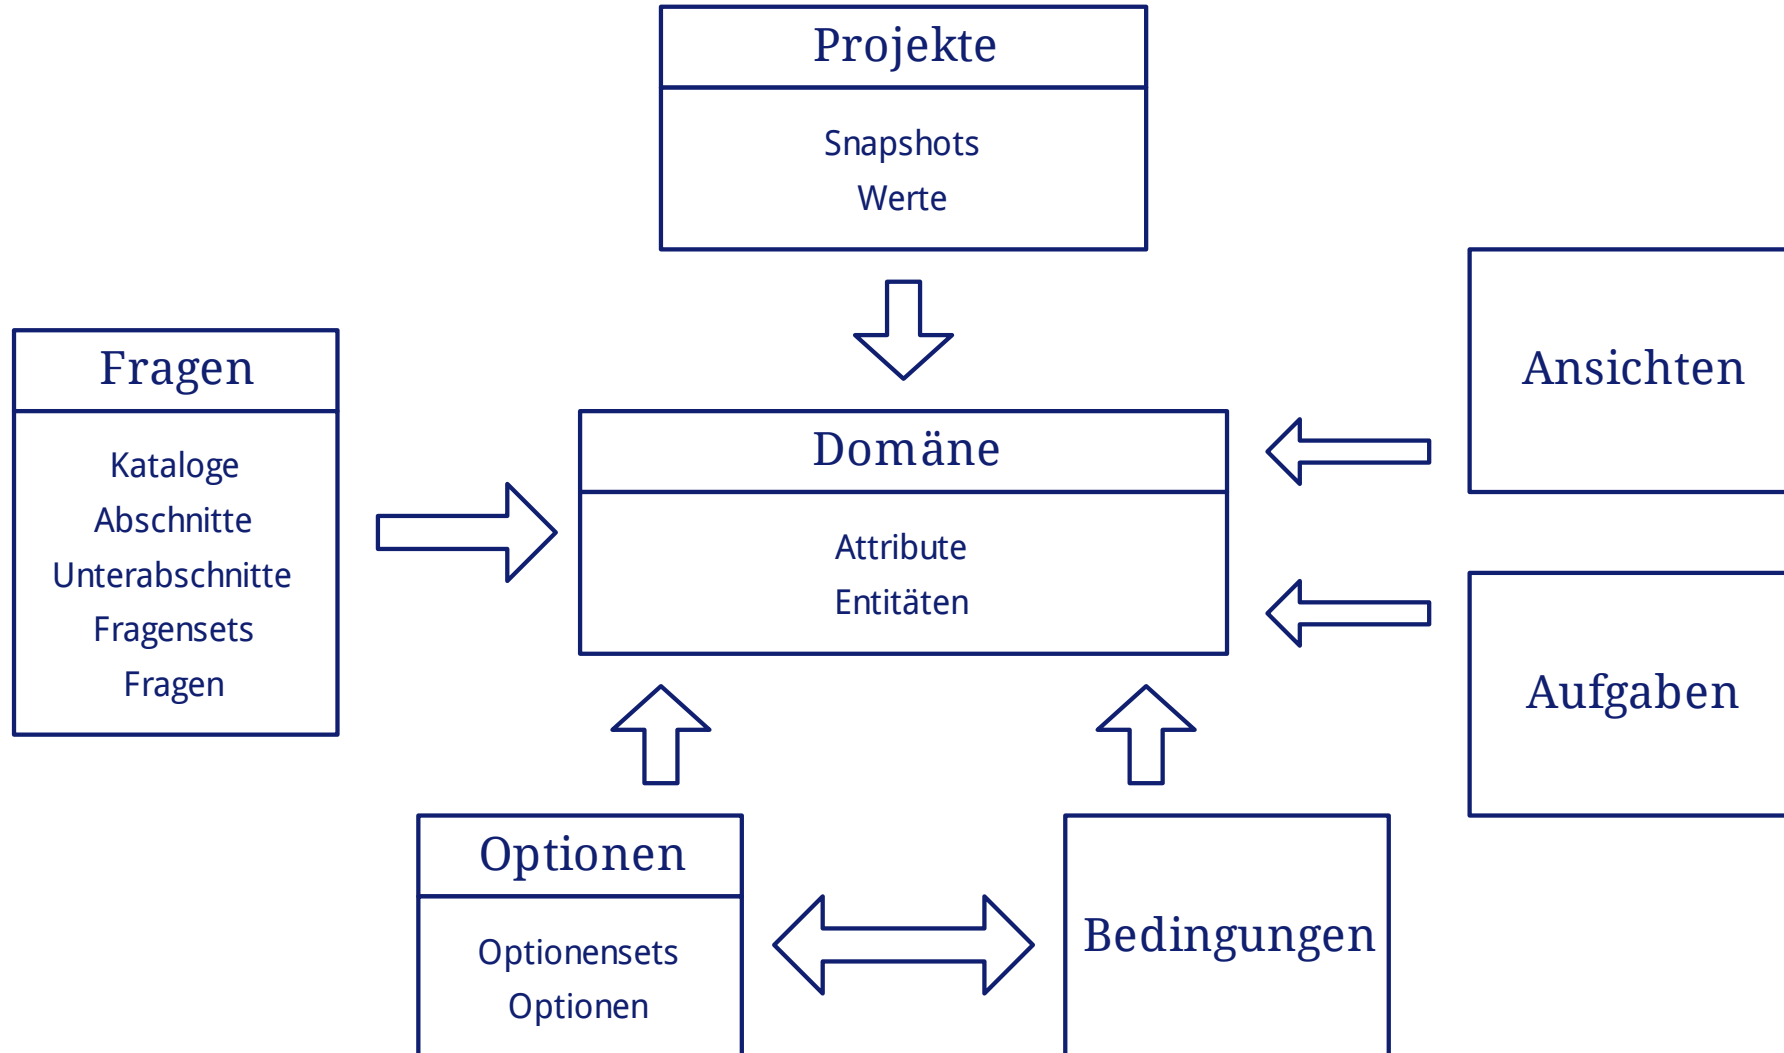 Projekte
Snapshots
Werte
Fragen
Kataloge
Abschnitte
Unterabschnitte
Fragensets
Fragen
Domäne
Attribute
Entitäten
Ansichten
Aufgaben
Optionen
Optionensets
Optionen
Bedingungen